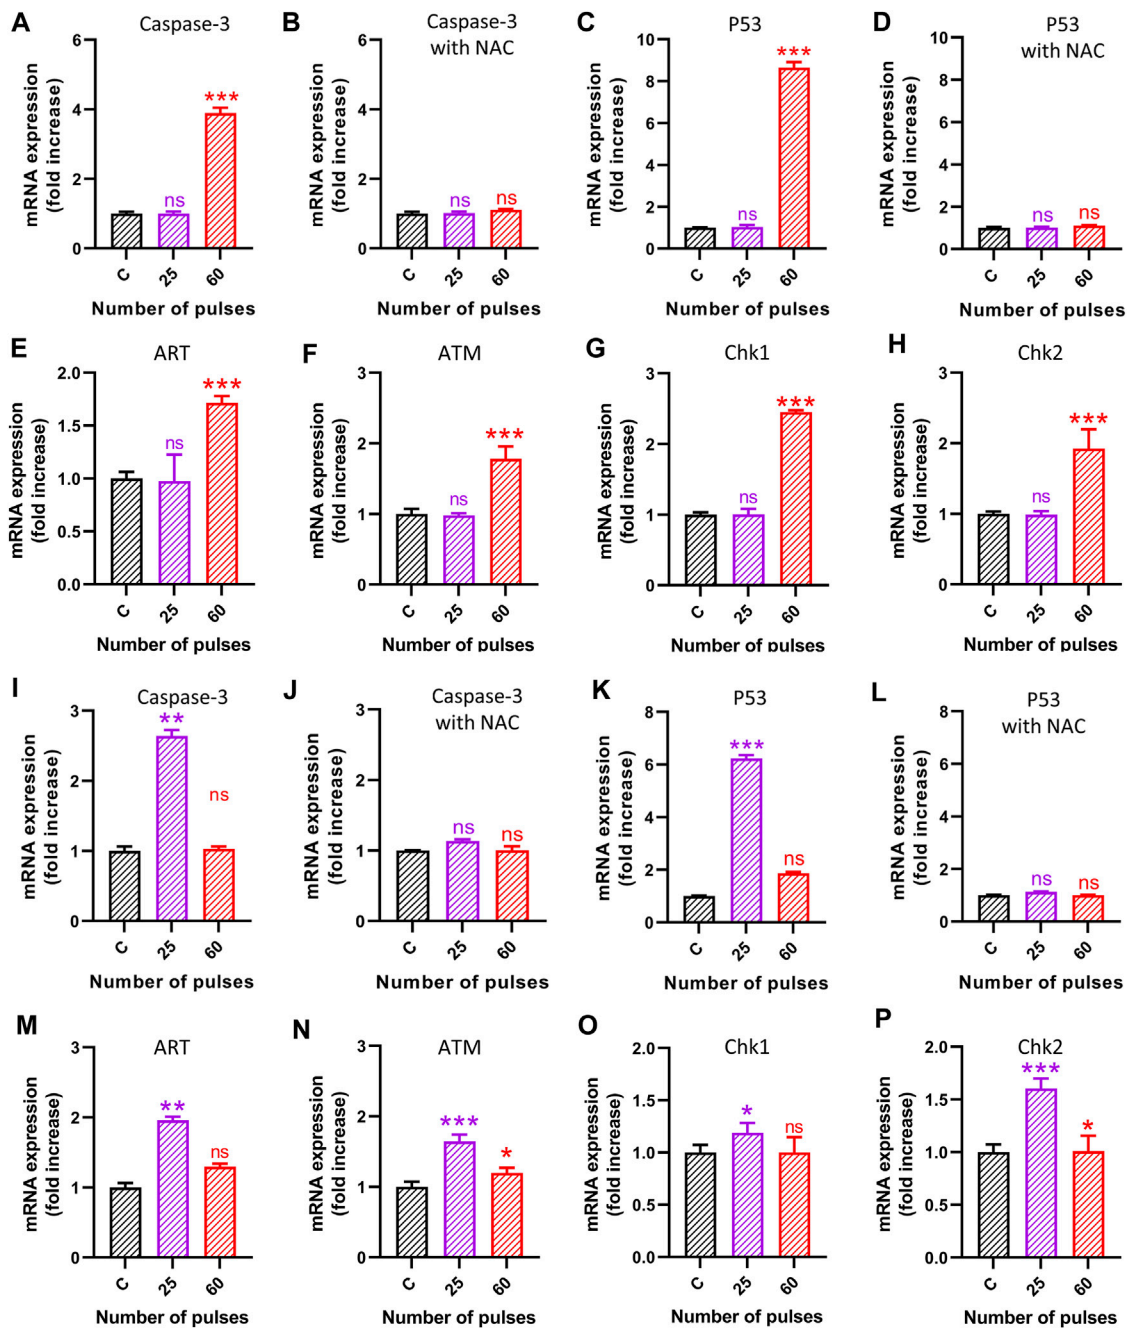 A
Caspase-3
mRNA expression
(fold increase)
6
4
2
0
ns
***
C
25
60
Number of pulses
B
Caspase-3
with NAC
mRNA expression
(fold increase)
6
4
2
0
ns
ns
C
25
60
Number of pulses
C
P53
mRNA expression
(fold increase)
10
8
6
4
2
0
ns
***
C
25
60
Number of pulses
D
P53
with NAC
mRNA expression
(fold increase)
10
8
6
4
2
0
ns
ns
C
25
60
Number of pulses
E
ART
mRNA expression
(fold increase)
2.0
1.5
1.0
0.5
0.0
ns
***
C
25
60
Number of pulses
F
ATM
mRNA expression
(fold increase)
3
2
1
0
ns
***
C
25
60
Number of pulses
G
Chk1
mRNA expression
(fold increase)
3
2
1
0
ns
***
C
25
60
Number of pulses
H
Chk2
mRNA expression
(fold increase)
3
2
1
0
ns
***
C
25
60
Number of pulses
I
Caspase-3
mRNA expression
(fold increase)
3
2
1
0
**
ns
C
25
60
Number of pulses
J
Caspase-3
with NAC
mRNA expression
(fold increase)
3
2
1
0
ns
ns
C
25
60
Number of pulses
K
P53
mRNA expression
(fold increase)
8
6
4
2
0
***
ns
C
25
60
Number of pulses
L
P53
with NAC
mRNA expression
(fold increase)
8
6
4
2
0
ns
ns
C
25
60
Number of pulses
M
ART
mRNA expression
(fold increase)
3
2
1
0
**
ns
C
25
60
Number of pulses
N
ATM
mRNA expression
(fold increase)
3
2
1
0
***
*
C
25
60
Number of pulses
O
Chk1
mRNA expression
(fold increase)
2.0
1.5
1.0
0.5
0.0
*
ns
C
25
60
Number of pulses
P
Chk2
mRNA expression
(fold increase)
2.0
1.5
1.0
0.5
0.0
***
*
C
25
60
Number of pulses